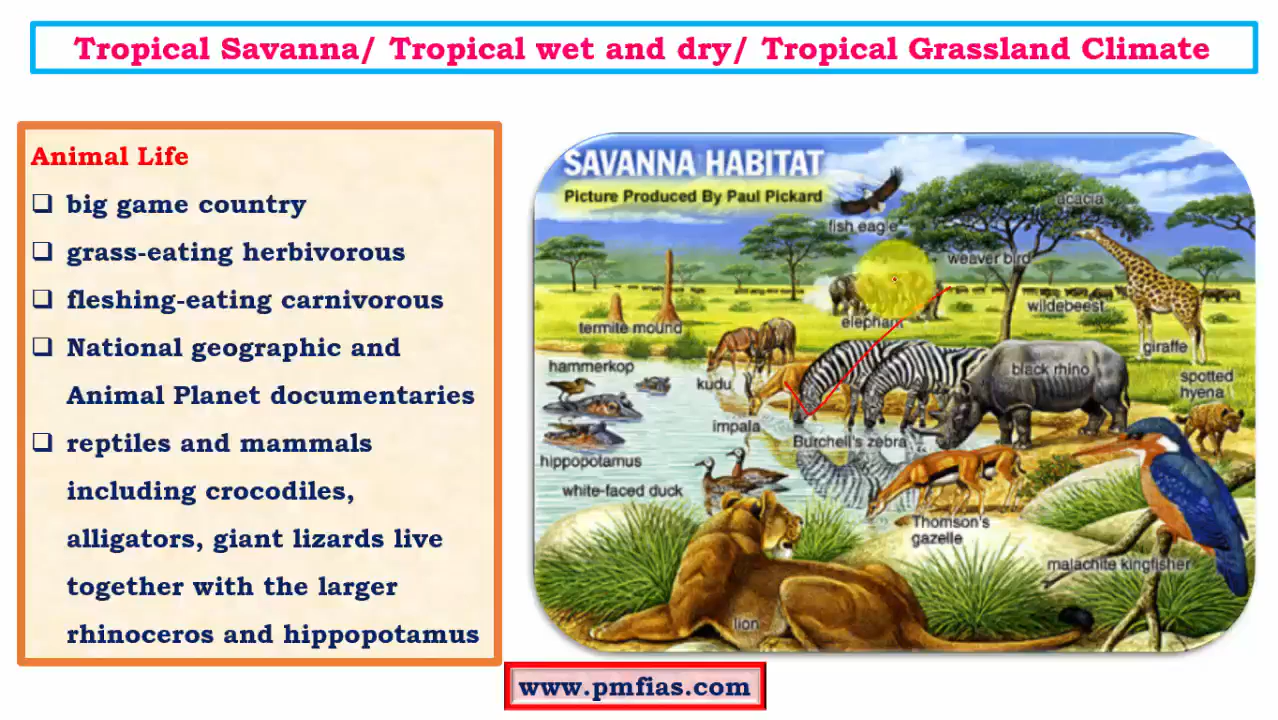 Tropical Savanna/ Tropical wet and dry/ Tropical Grassland Climate
Animal Life
big game country
grass-eating herbivorous
fleshing-eating carnivorous
National geographic and
Animal Planet documentaries
reptiles and mammals
including crocodiles,
alligators, giant lizards live
together with the larger
rhinoceros and hippopotamus
SAVANNA HABITAT
Picture Produced By Paul Pickard
fish eagle
acacia
weaver bird
elephant
wildebeest
termite mound
giraffe
hammerkop
kudu
black rhino
spotted
hyena
impala
Burchell's zebra
hippopotamus
white-faced duck
Thomson's
gazelle
malachite kingfisher
lion
www.pmfias.com